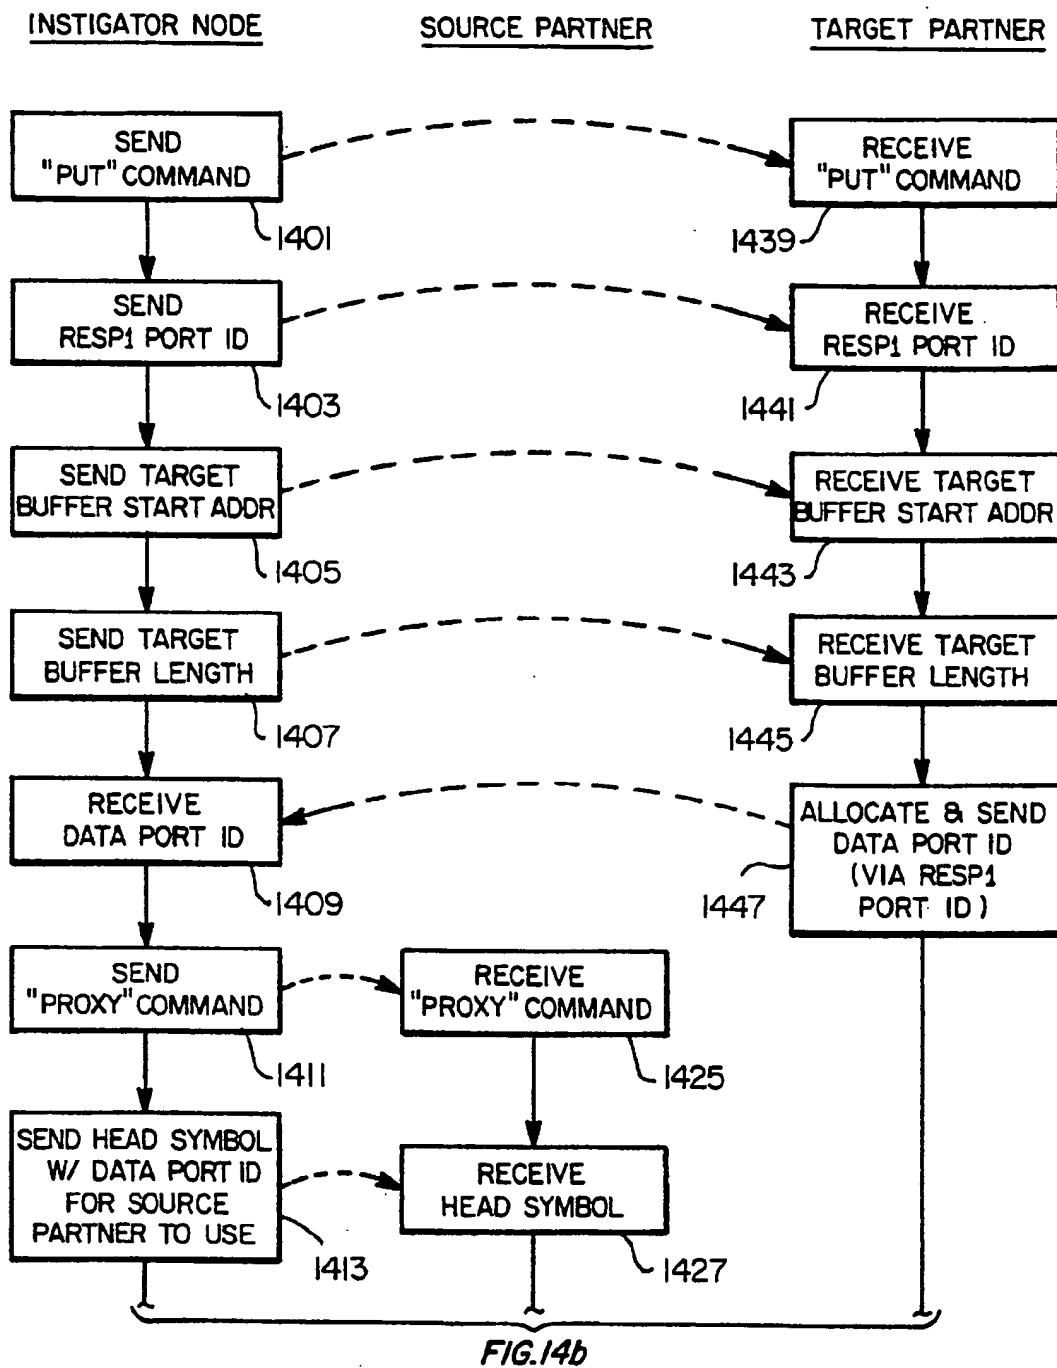 INSTIGATOR NODE
SOURCE PARTNER
TARGET PARTNER
SEND
"PUT" COMMAND
1401
RECEIVE
"PUT" COMMAND
1439
SEND
RESP1 PORT ID
1403
RECEIVE
RESP1 PORT ID
1441
SEND TARGET
BUFFER START ADDR
1405
RECEIVE TARGET
BUFFER START ADDR
1443
SEND TARGET
BUFFER LENGTH
1407
RECEIVE TARGET
BUFFER LENGTH
1445
RECEIVE
DATA PORT ID
1409
ALLOCATE & SEND
DATA PORT ID
(VIA RESP1
PORT ID)
1447
SEND
"PROXY" COMMAND
1411
RECEIVE
"PROXY" COMMAND
1425
SEND HEAD SYMBOL
W/ DATA PORT ID
FOR SOURCE
PARTNER TO USE
1413
RECEIVE
HEAD SYMBOL
1427
FIG.14b